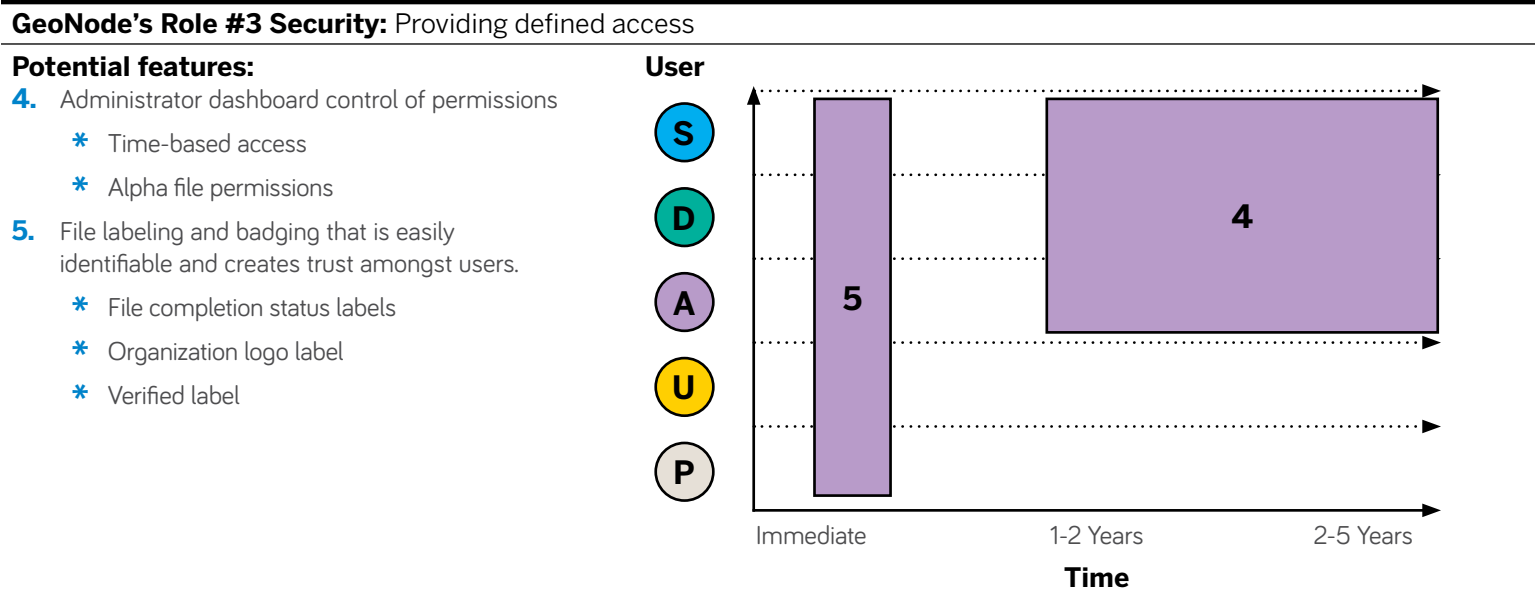 GeoNode's Role #3 Security: Providing defined access
Potential features:
4. Administrator dashboard control of permissions
* Time-based access
* Alpha file permissions
5. File labeling and badging that is easily
identifiable and creates trust amongst users.
* File completion status labels
* Organization logo label
* Verified label
User
S
D
A
U
P
5
4
Immediate
1-2 Years
2-5 Years
Time